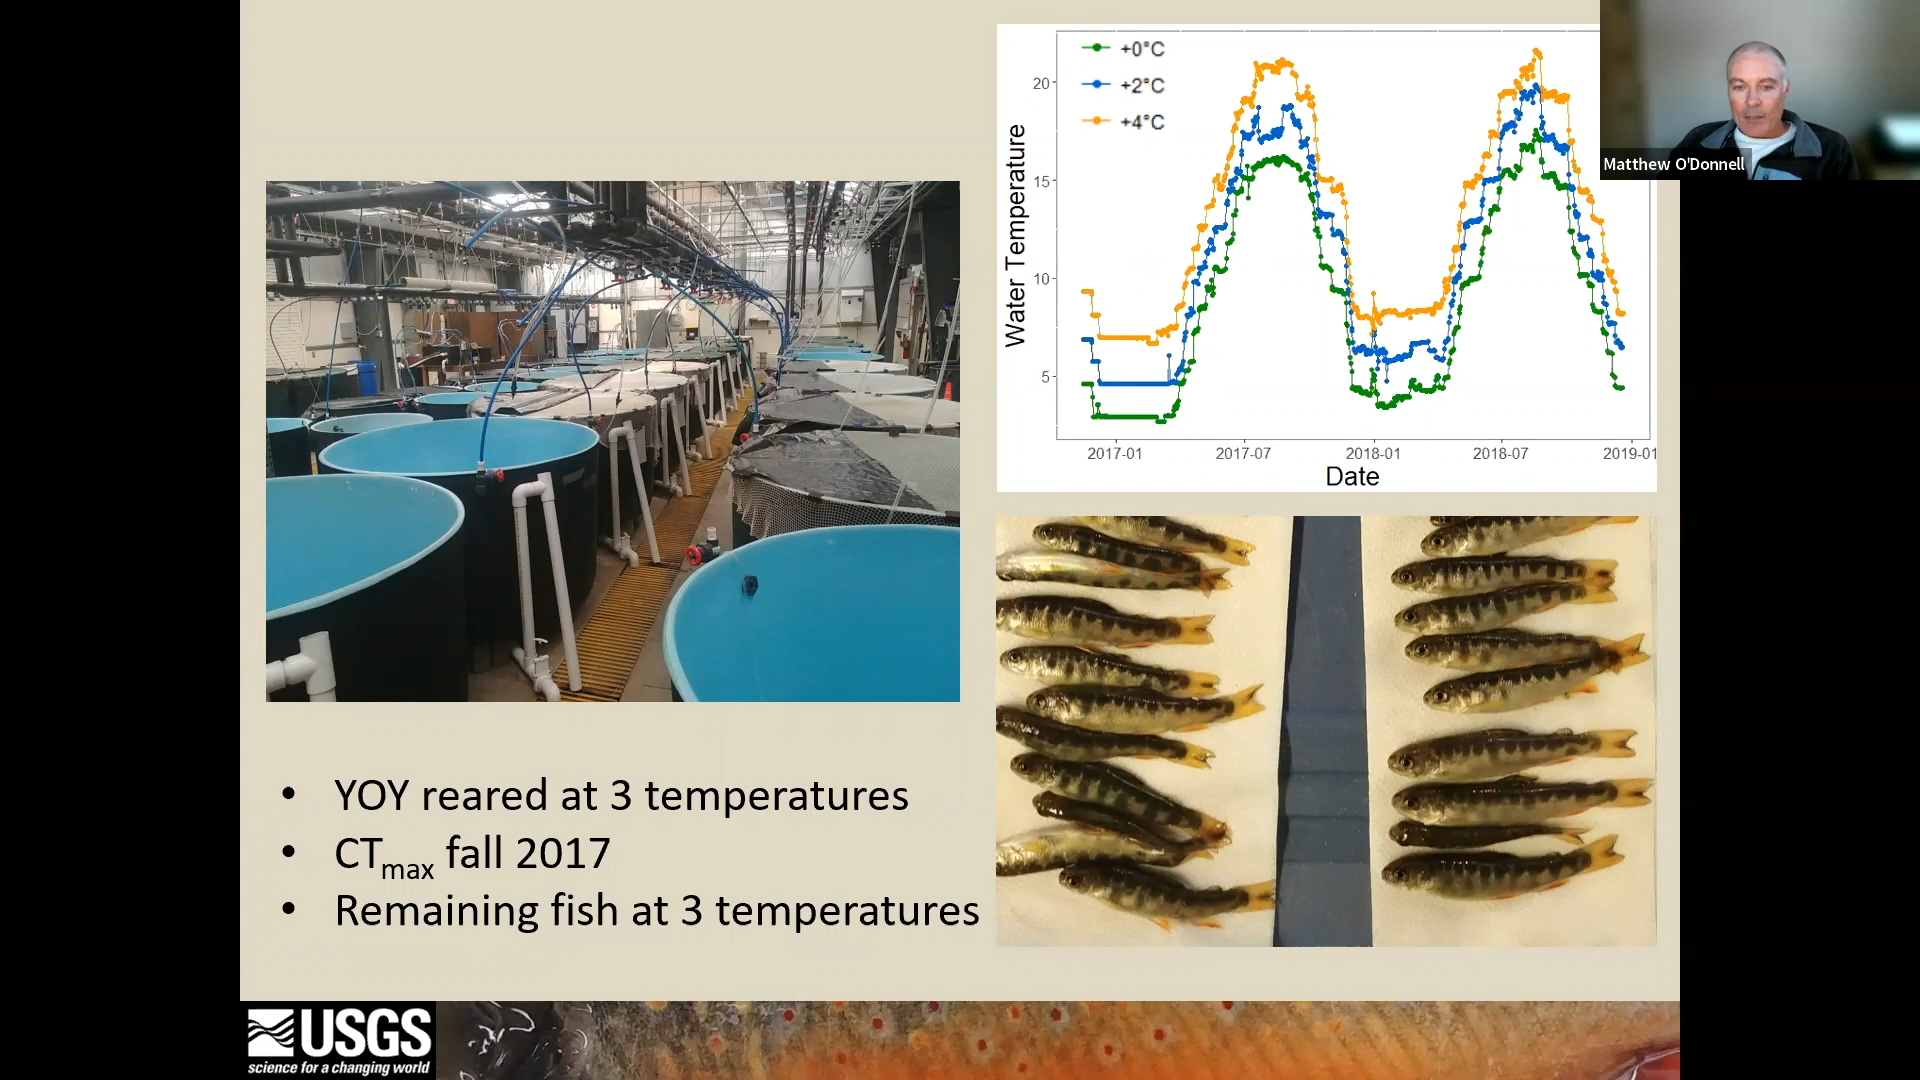 +0°C
+2°C
+4°C
20
15
10
5
Water Temperature
2017-01
2017-07
2018-01
2018-07
2019-01
Date
Matthew O'Donnell
• YOY reared at 3 temperatures
• CTmax fall 2017
• Remaining fish at 3 temperatures
USGS
science for a changing world